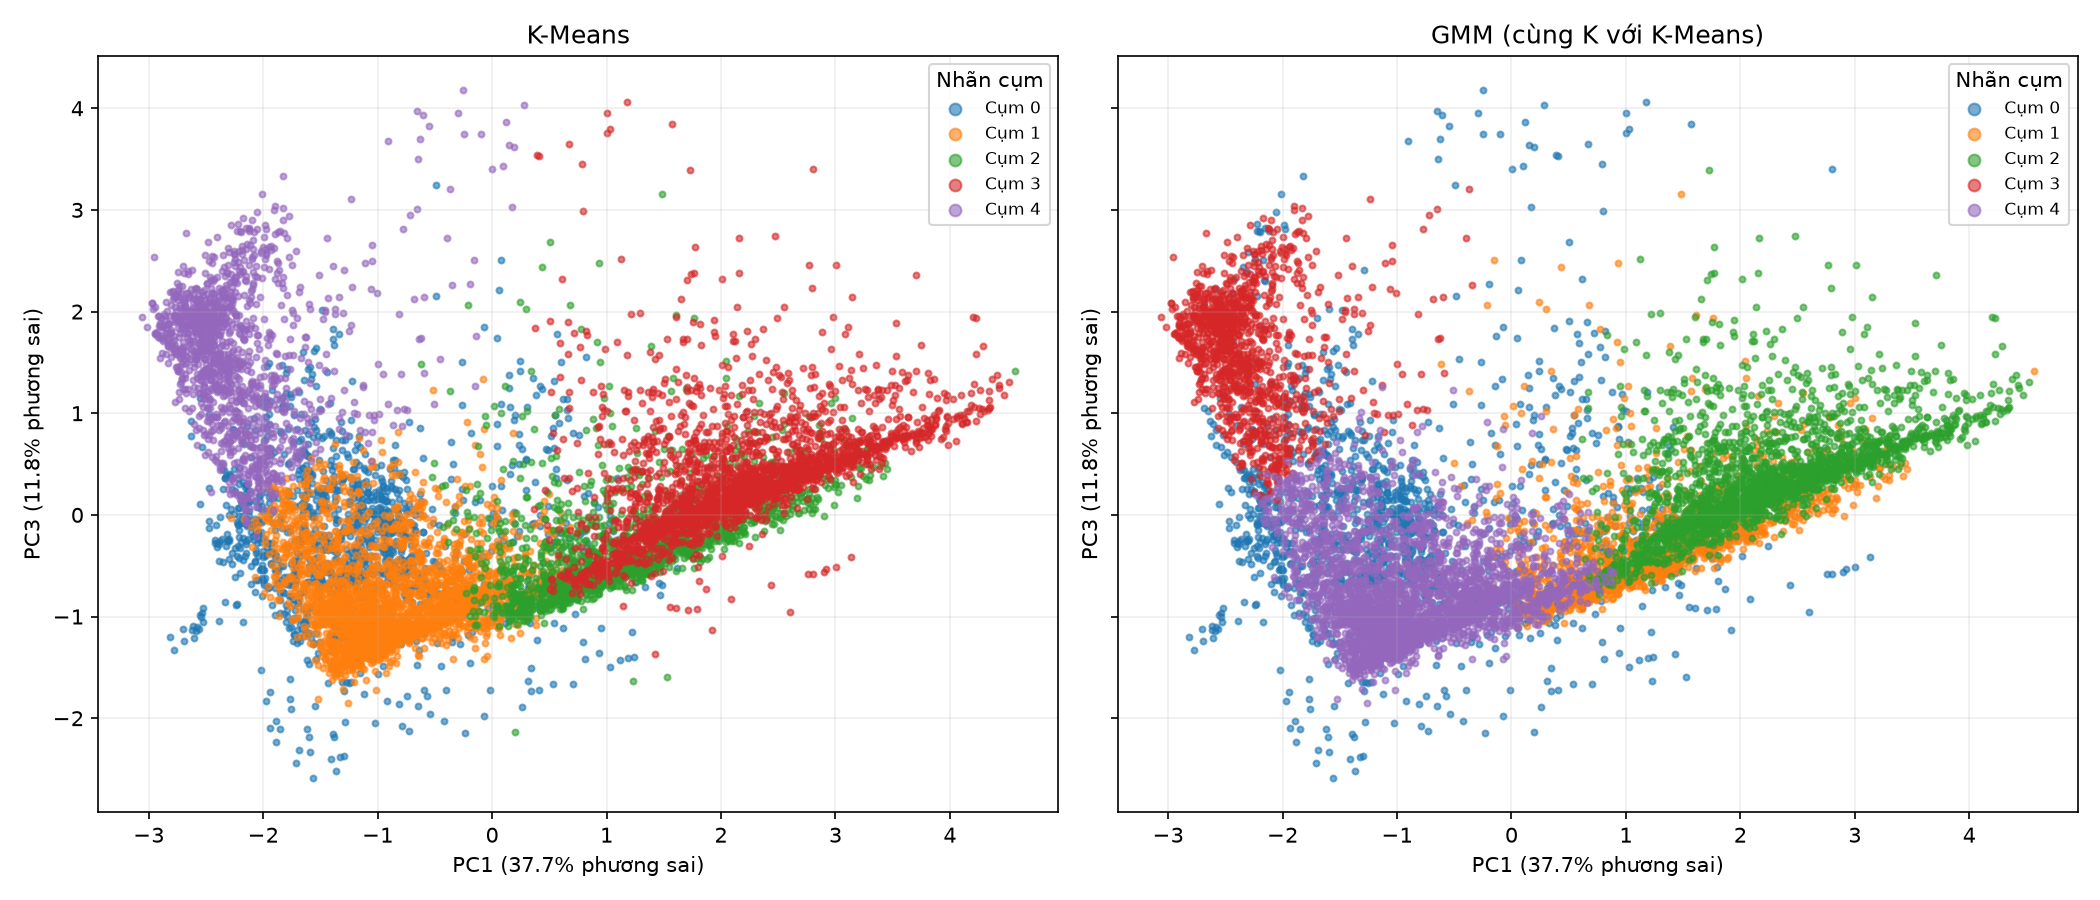 K-Means
Nhãn cụm
Cụm 0
Cụm 1
Cụm 2
Cụm 3
Cụm 4
PC3 (11.8% phương sai)
4
3
2
1
0
−1
−2
−3
−2
−1
0
1
2
3
4
PC1 (37.7% phương sai)
GMM (cùng K với K-Means)
Nhãn cụm
Cụm 0
Cụm 1
Cụm 2
Cụm 3
Cụm 4
PC3 (11.8% phương sai)
−3
−2
−1
0
1
2
3
4
PC1 (37.7% phương sai)